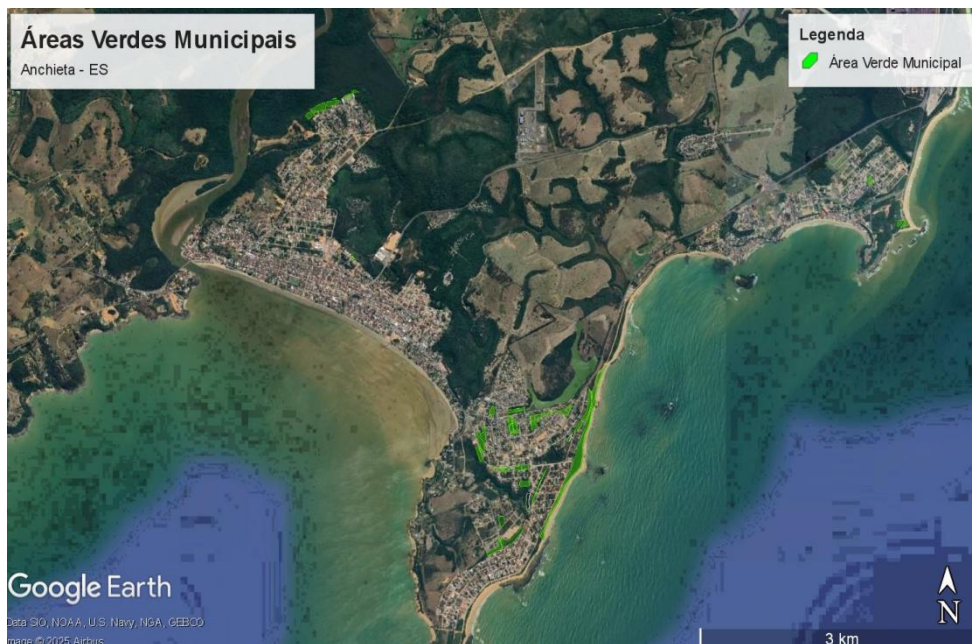 Áreas Verdes Municipais
Anchieta - ES
Legenda
Área Verde Municipal
Google Earth
Data SIO, NOAA, U.S. Navy, NGA, GEBCO
Image © 2025 Airbus
N
3 km